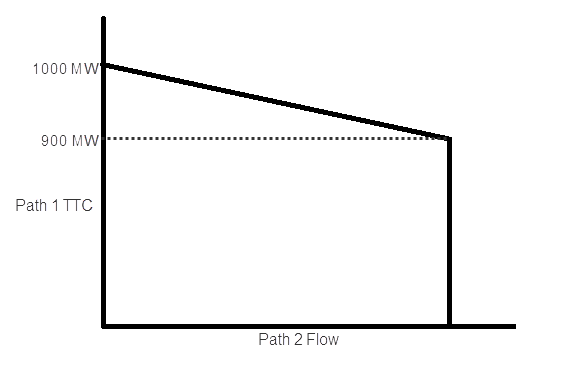 1000 MW
900 MW
Path 1 TTC
Path 2 Flow